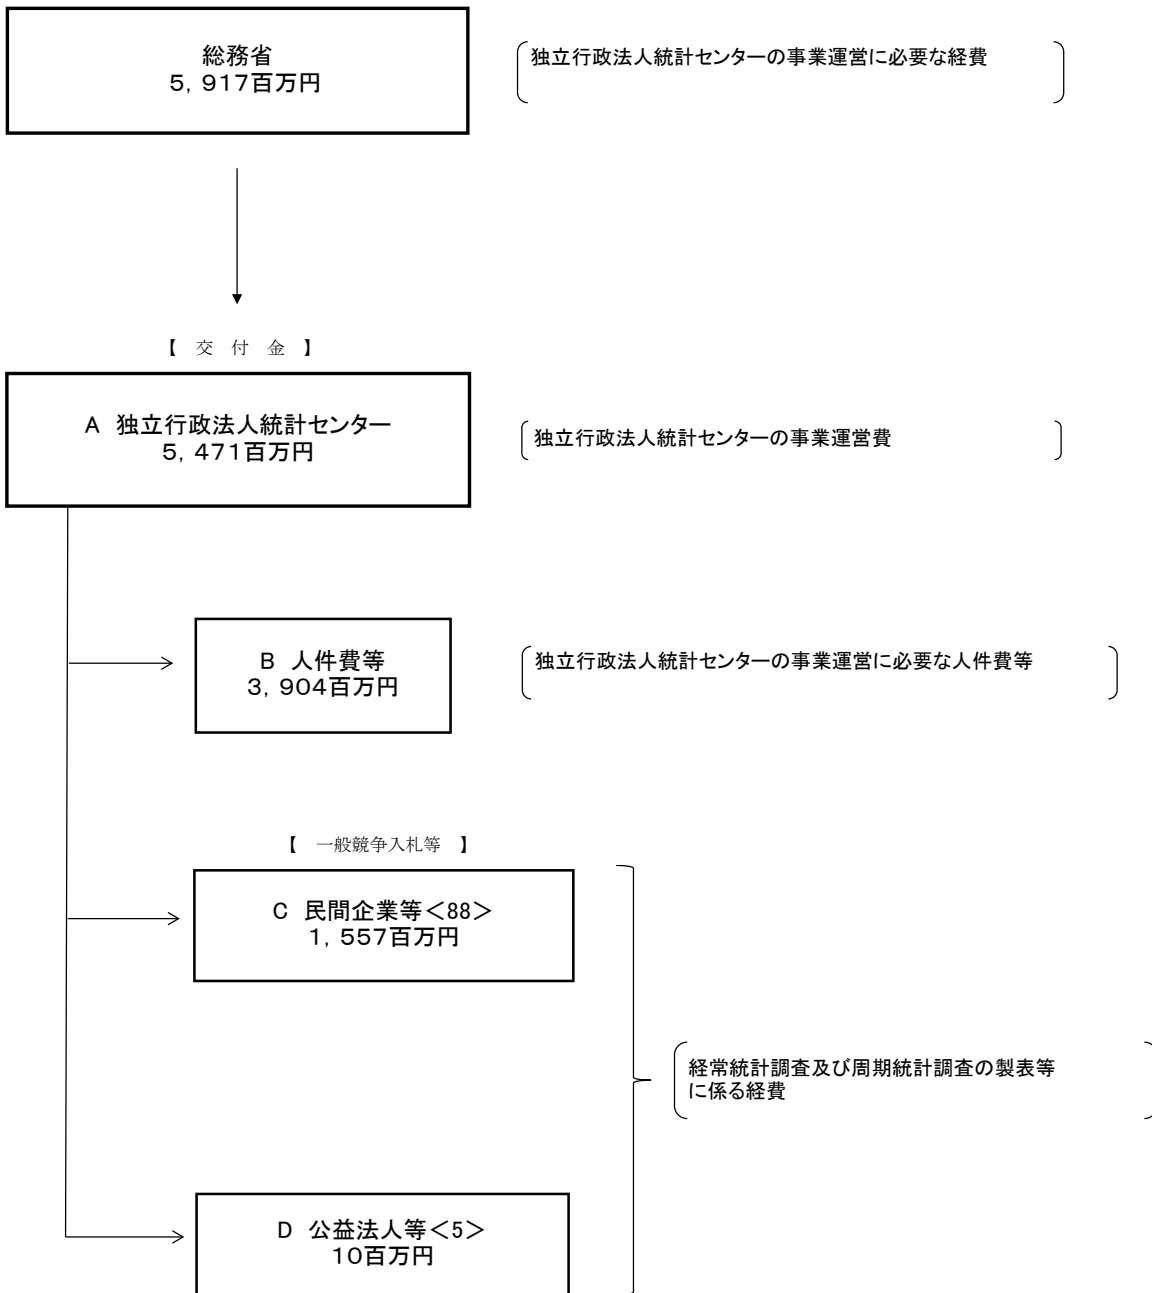 総務省
5,917百万円
独立行政法人統計センターの事業運営に必要な経費
【 交 付 金 】
A 独立行政法人統計センター
5,471百万円
独立行政法人統計センターの事業運営費
B 人件費等
3,904百万円
独立行政法人統計センターの事業運営に必要な人件費等
【 一般競争入札等 】
C 民間企業等＜88＞
1,557百万円
経常統計調査及び周期統計調査の製表等
に係る経費
D 公益法人等＜5＞
10百万円